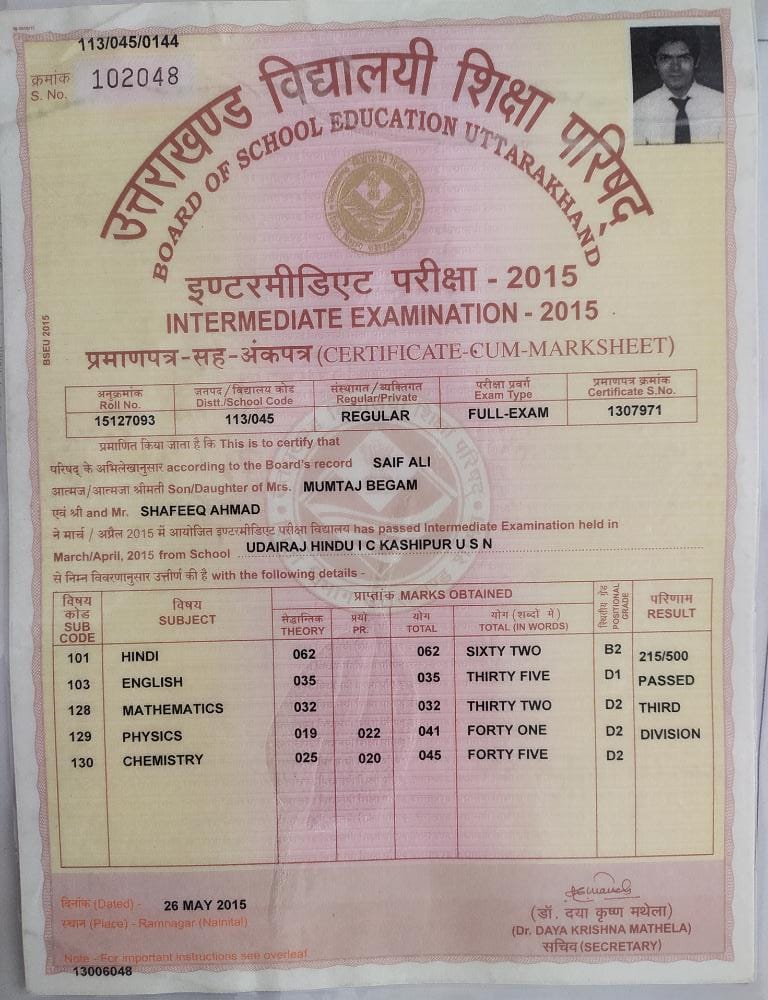 113/045/0144
क्रमांक
S. No.
102048
उत्तराखण्ड विद्यालयी शिक्षा परिषद्
BOARD OF SCHOOL EDUCATION UTTARAKHAND
इण्टरमीडिएट परीक्षा - 2015
INTERMEDIATE EXAMINATION - 2015
BSEU 2015
प्रमाणपत्र-सह-अंकपत्र (CERTIFICATE-CUM-MARKSHEET)
अनुक्रमांक जनपद / विद्यालय कोड संस्थागत / व्यक्तिगत परीक्षा प्रवर्ग प्रमाणपत्र क्रमांक
Roll No. Distt./School Code Regular/Private Exam Type Certificate S.No.
15127093 113/045 REGULAR FULL-EXAM 1307971
प्रमाणित किया जाता है कि This is to certify that
परिषद् के अभिलेखानुसार according to the Board's record SAIF ALI
आत्मज/आत्मजा श्रीमती Son/Daughter of Mrs. MUMTAJ BEGAM
एवं श्री and Mr. SHAFEEQ AHMAD
ने मार्च / अप्रैल 2015 में आयोजित इण्टरमीडिएट परीक्षा विद्यालय has passed Intermediate Examination held in
March/April, 2015 from School UDAIRAJ HINDU I C KASHIPUR U S N
से निम्न विवरणानुसार उत्तीर्ण की है with the following details -
विषय कोड SUB CODE विषय SUBJECT प्राप्तांक MARKS OBTAINED स्थितीय ग्रेड POSITIONAL GRADE परिणाम RESULT
सैद्धान्तिक THEORY प्रयो PR. योग TOTAL योग (शब्दों में) TOTAL (IN WORDS)
101 HINDI 062 062 SIXTY TWO B2 215/500
103 ENGLISH 035 035 THIRTY FIVE D1 PASSED
128 MATHEMATICS 032 032 THIRTY TWO D2 THIRD
129 PHYSICS 019 022 041 FORTY ONE D2 DIVISION
130 CHEMISTRY 025 020 045 FORTY FIVE D2
दिनांक (Dated) - 26 MAY 2015
स्थान (Place) - Ramnagar (Nainital)
(डॉ. दया कृष्ण मथेला)
(Dr. DAYA KRISHNA MATHELA)
सचिव (SECRETARY)
Note - For important instructions see overleaf
13006048